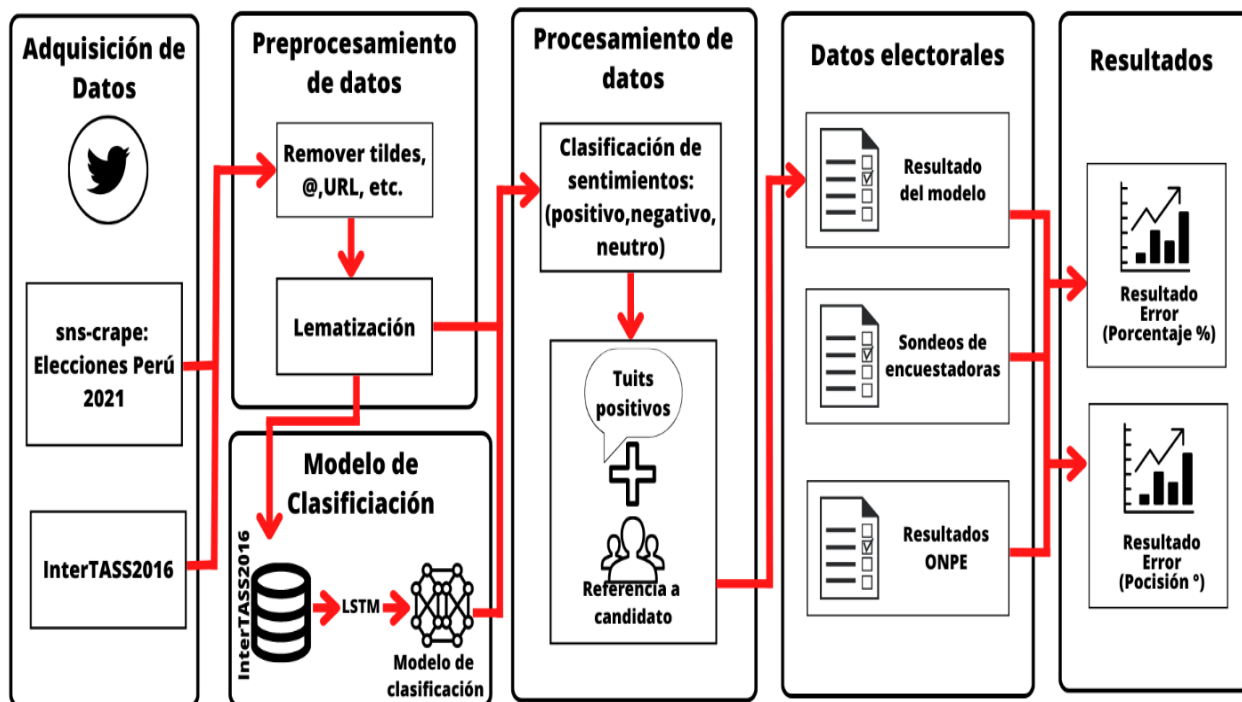 Adquisición de
Datos
sns-crape:
Elecciones Perú
2021
InterTASS2016
Preprocesamiento
de datos
Remover tildes,
@,URL, etc.
Lematización
Modelo de
Clasificiación
InterTASS2016
LSTM
Modelo de
clasificación
Procesamiento de
datos
Clasificación de
sentimientos:
(positivo,negativo,
neutro)
Tuits
positivos
Referencia a
candidato
Datos electorales
Resultado
del modelo
Sondeos de
encuestadoras
Resultados
ONPE
Resultados
Resultado
Error
(Porcentaje %)
Resultado
Error
(Pocisión °)